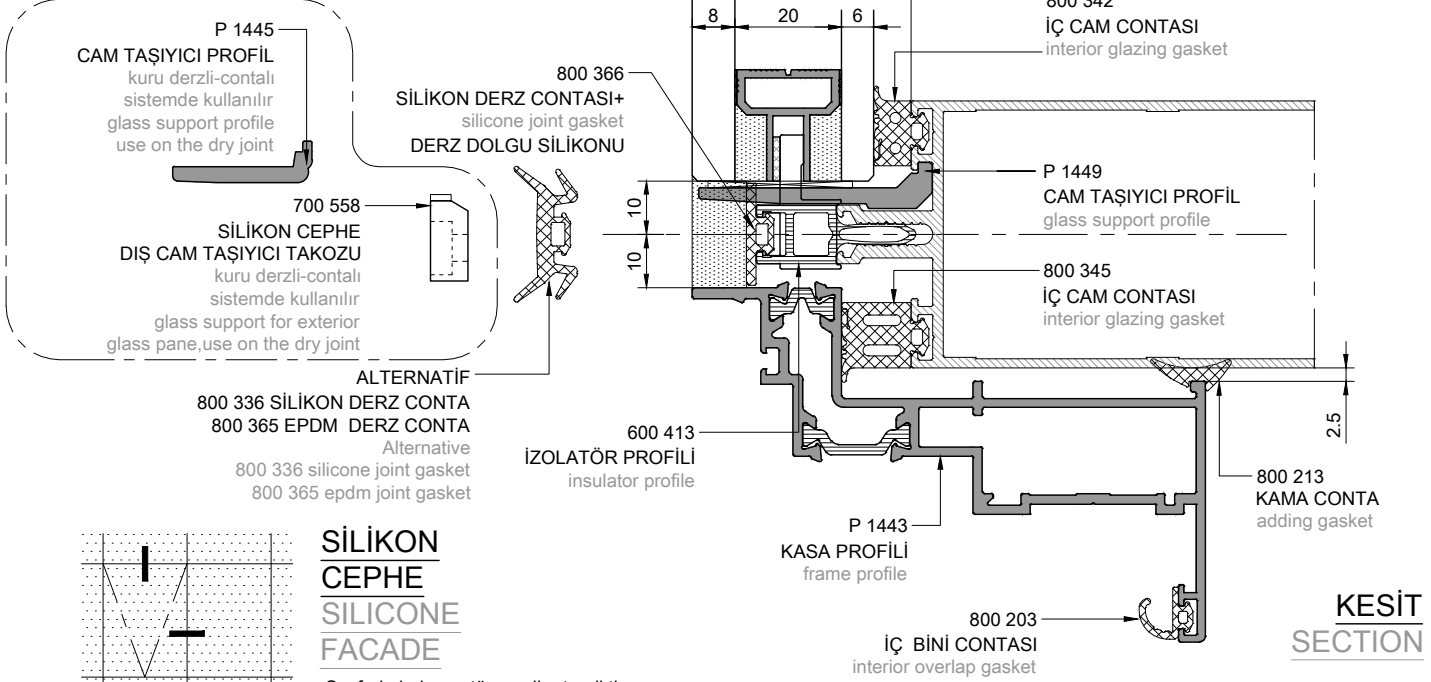 P 1445
CAM TAŞIYICI PROFİL
kuru derzli-contalı
sistemde kullanılır
glass support profile
use on the dry joint
700 558
SİLİKON CEPHE
DIŞ CAM TAŞIYICI TAKOZU
kuru derzli-contalı
sistemde kullanılır
glass support for exterior
glass pane,use on the dry joint
800 366
SİLİKON DERZ CONTASI+
silicone joint gasket
DERZ DOLGU SİLİKONU
ALTERNATİF
800 336 SİLİKON DERZ CONTA
800 365 EPDM DERZ CONTA
Alternative
800 336 silicone joint gasket
800 365 epdm joint gasket
8
20
6
10
10
800 342
İÇ CAM CONTASI
interior glazing gasket
P 1449
CAM TAŞIYICI PROFİL
glass support profile
800 345
İÇ CAM CONTASI
interior glazing gasket
2.5
600 413
İZOLATÖR PROFİLİ
insulator profile
P 1443
KASA PROFİLİ
frame profile
800 213
KAMA CONTA
adding gasket
800 203
İÇ BİNİ CONTASI
interior overlap gasket
SİLİKON
CEPHE
SILICONE
FACADE
KESİT
SECTION